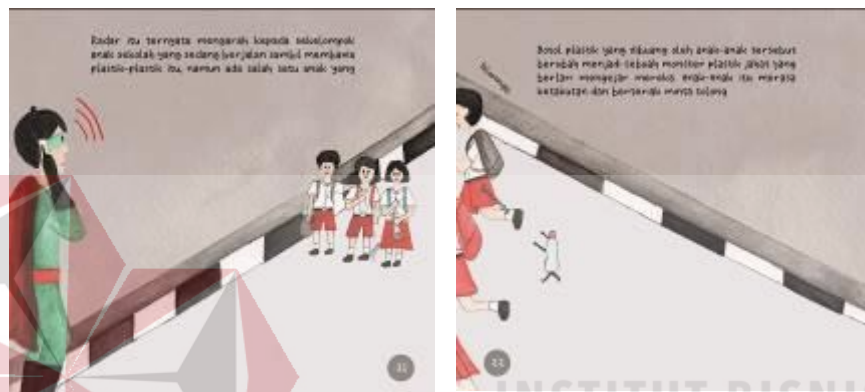 Radar itu ternyata mengarah kepada sekelompok
anak sekolah yang sedang berjalan sambil membawa
plastik-plastik itu, namun ada salah satu anak yang
21
Botol plastik yang dibuang oleh anak-anak tersebut
berubah menjadi sebuah monster plastik jahat yang
berlari mengejar mereka. anak-anak itu merasa
ketakutan dan berteriak minta tolong
22
INSTITUT BISNI